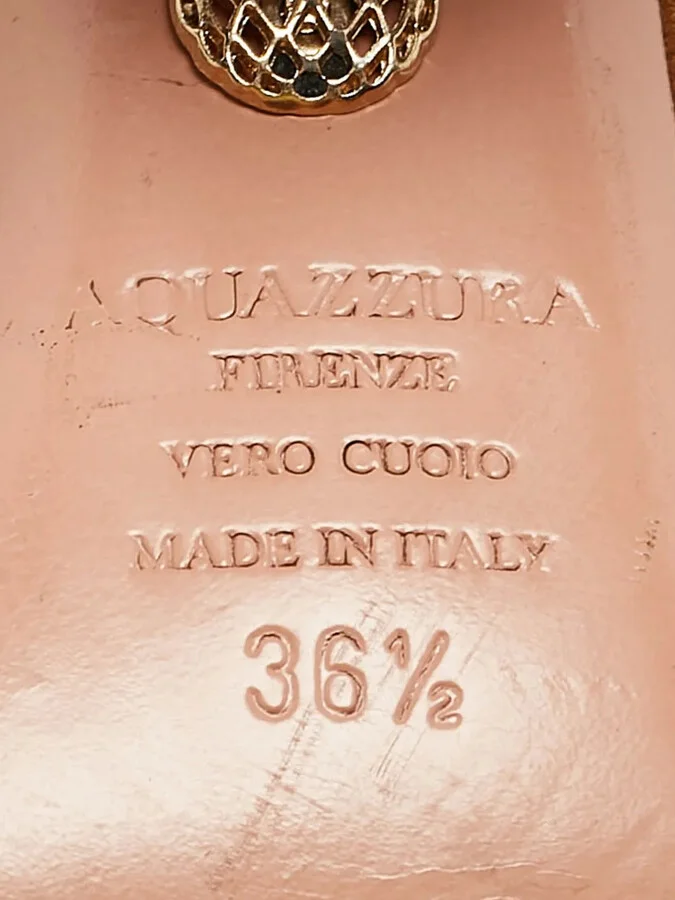 AQUAZZURA
FIRENZE
VERO CUOIO
MADE IN ITALY
36½